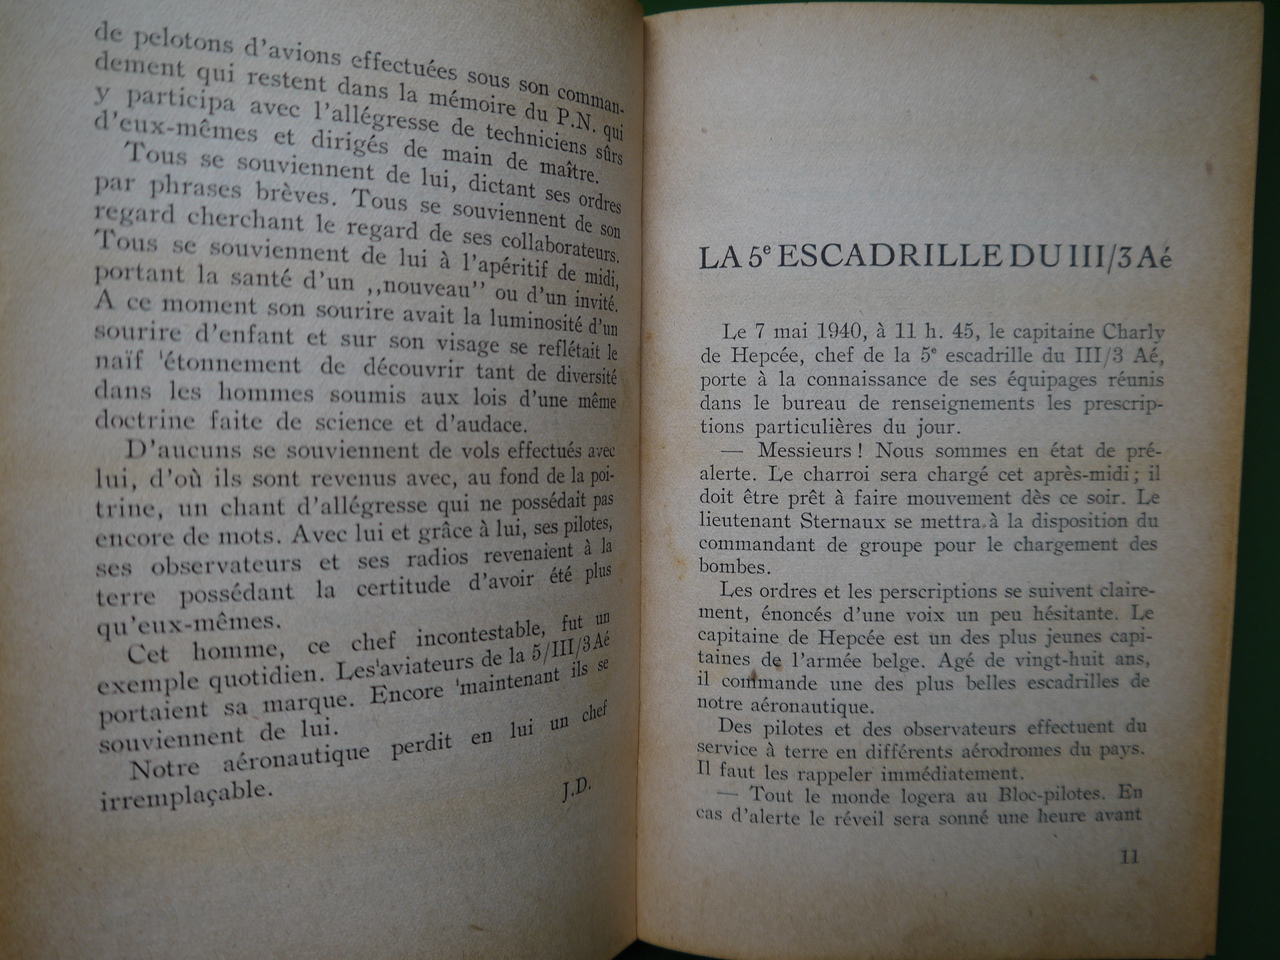 de pelotons d'avions effectuées sous son comman-
dement qui restent dans la mémoire du P.N. qui
y participa avec l'allégresse de techniciens sûrs
d'eux-mêmes et dirigés de main de maître.
Tous se souviennent de lui, dictant ses ordres
par phrases brèves. Tous se souviennent de son
regard cherchant le regard de ses collaborateurs.
Tous se souviennent de lui à l'apéritif de midi,
portant la santé d'un ,,nouveau" ou d'un invité.
A ce moment son sourire avait la luminosité d'un
sourire d'enfant et sur son visage se reflétait le
naïf 'étonnement de découvrir tant de diversité
dans les hommes soumis aux lois d'une même
doctrine faite de science et d'audace.
D'aucuns se souviennent de vols effectués avec
lui, d'où ils sont revenus avec, au fond de la poi-
trine, un chant d'allégresse qui ne possédait pas
encore de mots. Avec lui et grâce à lui, ses pilotes,
ses observateurs et ses radios revenaient à la
terre possédant la certitude d'avoir été plus
qu'eux-mêmes.
Cet homme, ce chef incontestable, fut un
exemple quotidien. Les'aviateurs de la 5/III/3 Aé
portaient sa marque. Encore 'maintenant ils se
souviennent de lui.
Notre aéronautique perdit en lui un chef
irremplaçable.
J.D.
LA 5e ESCADRILLE DU III/3 Aé
Le 7 mai 1940, à 11 h. 45, le capitaine Charly
de Hepcée, chef de la 5e escadrille du III/3 Aé,
porte à la connaissance de ses équipages réunis
dans le bureau de renseignements les prescrip-
tions particulières du jour.
— Messieurs ! Nous sommes en état de pré-
alerte. Le charroi sera chargé cet après-midi ; il
doit être prêt à faire mouvement dès ce soir. Le
lieutenant Sternaux se mettra à la disposition du
commandant de groupe pour le chargement des
bombes.
Les ordres et les perscriptions se suivent claire-
ment, énoncés d'une voix un peu hésitante. Le
capitaine de Hepcée est un des plus jeunes capi-
taines de l'armée belge. Agé de vingt-huit ans,
il commande une des plus belles escadrilles de
notre aéronautique.
Des pilotes et des observateurs effectuent du
service à terre en différents aérodromes du pays.
Il faut les rappeler immédiatement.
— Tout le monde logera au Bloc-pilotes. En
cas d'alerte le réveil sera sonné une heure avant
11